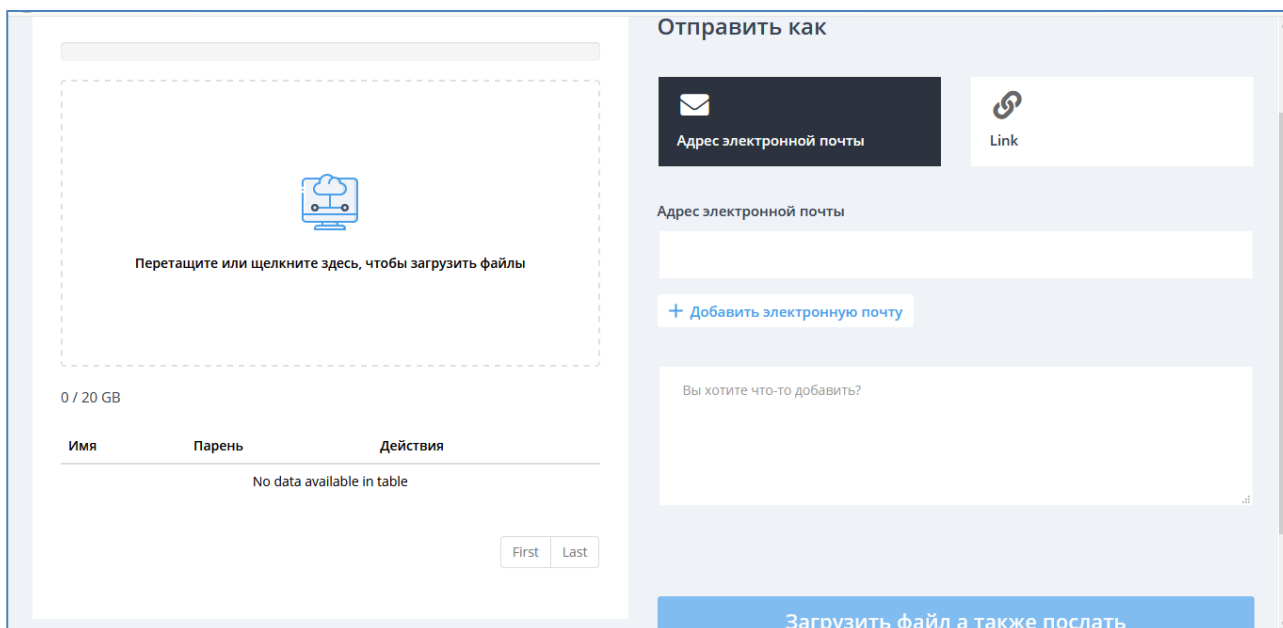 Перетащите или щелкните здесь, чтобы загрузить файлы
0 / 20 GB
Имя Парень Действия
No data available in table
First Last
Отправить как
Адрес электронной почты
Link
Адрес электронной почты
+ Добавить электронную почту
Вы хотите что-то добавить?
Загрузить файл а также послать